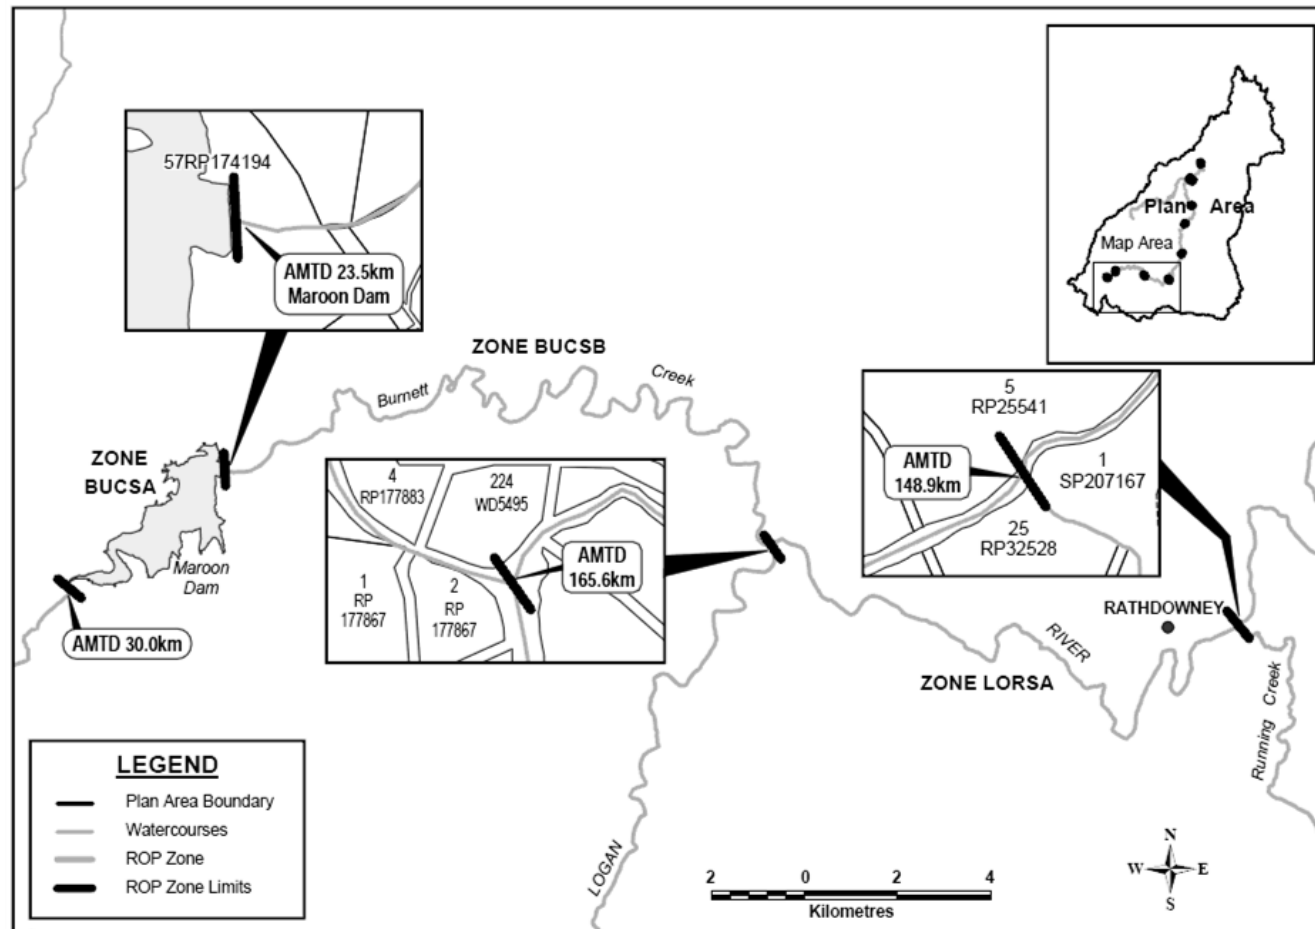 57RP174194
AMTD 23.5km
Maroon Dam
Plan Area
Map Area
ZONE BUCSB
Burnett
Creek
ZONE
BUCSA
Maroon
Dam
AMTD 30.0km
4
RP177883
224
WD5495
1
RP
177867
2
RP
177867
AMTD
165.6km
5
RP25541
AMTD
148.9km
1
SP207167
25
RP32528
RATHDOWNEY
RIVER
ZONE LORSA
Running Creek
LOGAN
LEGEND
Plan Area Boundary
Watercourses
ROP Zone
ROP Zone Limits
2 0 2 4
Kilometres
N
W E
S